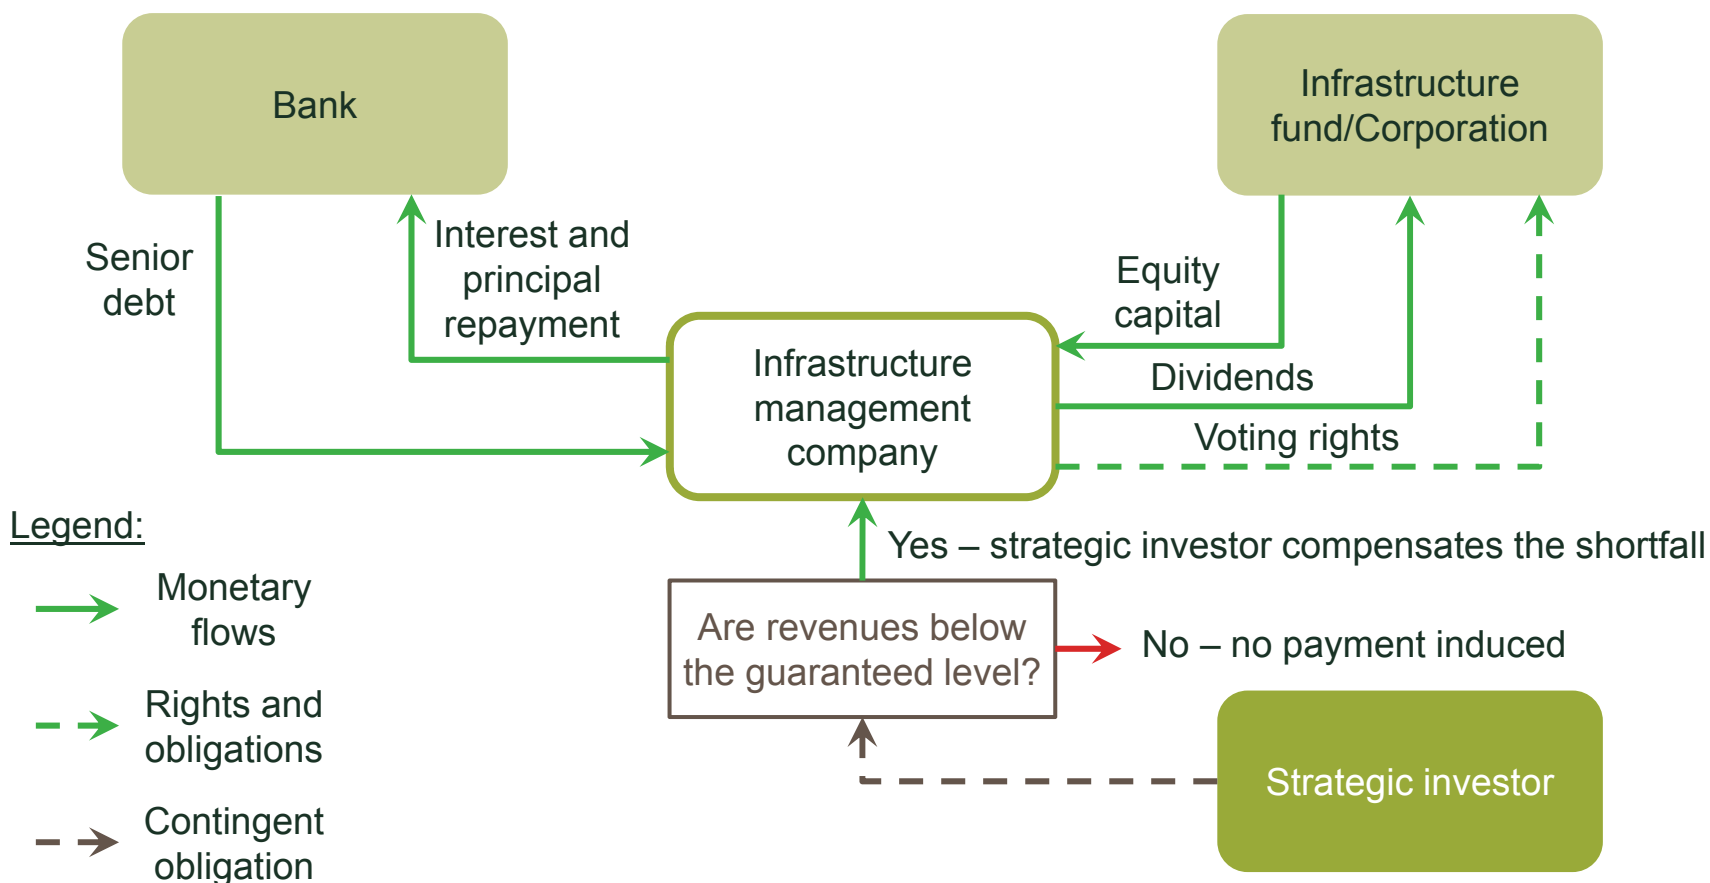 Bank
Infrastructure
fund/Corporation
Senior
debt
Interest and
principal
repayment
Equity
capital
Infrastructure
management
company
Dividends
Voting rights
Legend:
Monetary
flows
Rights and
obligations
Contingent
obligation
Yes – strategic investor compensates the shortfall
Are revenues below
the guaranteed level?
No – no payment induced
Strategic investor